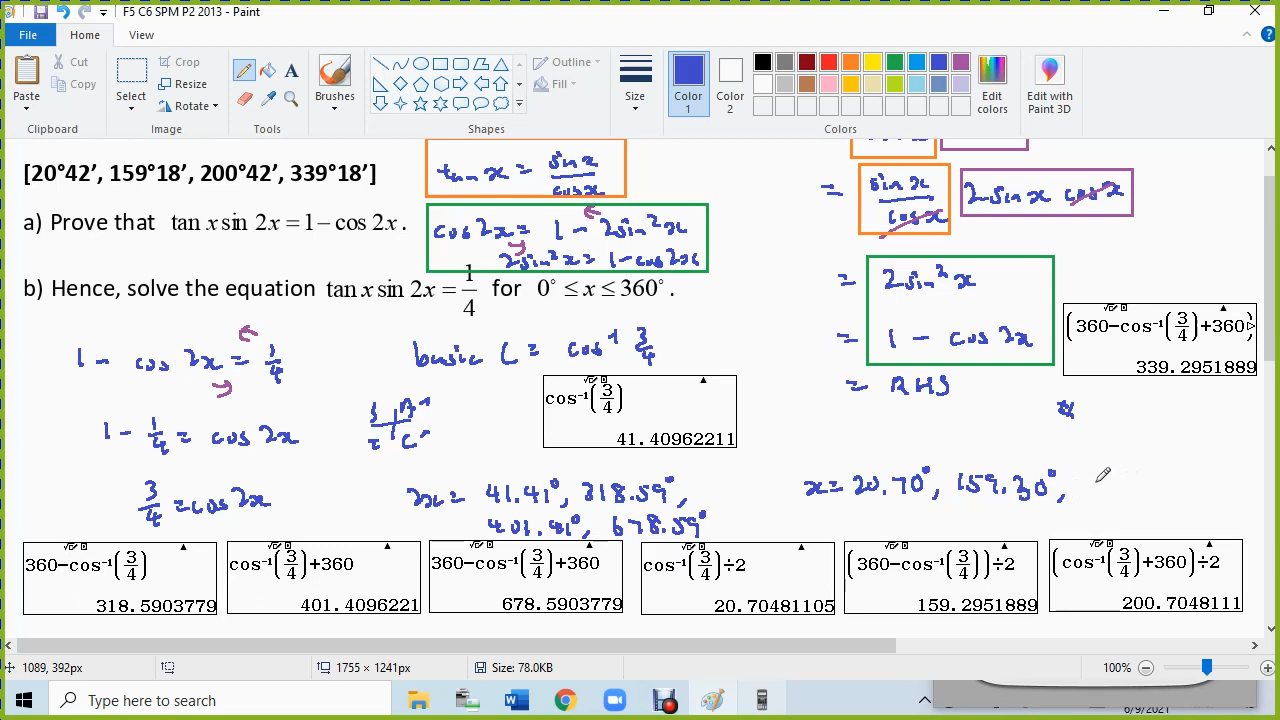 F5 C6 SPM P2 2013 - Paint
File Home View
Paste Cut Copy Clipboard
Select Crop Resize Rotate Image
Tools
Brushes
Outline Fill Shapes
Size
Color 1 Color 2 Edit colors Colors
Edit with Paint 3D
[20°42’, 159°18’, 200°42’, 339°18’]
tan x = sin x / cos x
a) Prove that tan x sin 2x = 1 − cos 2x .
cos 2x = 1 − 2sin²x
2sin²x = 1 − cos2x
b) Hence, solve the equation tan x sin 2x = 1/4 for 0° ≤ x ≤ 360° .
= sin x / cos x 2sin x cos x
= 2sin²x
= 1 − cos 2x
= RHS
1 − cos 2x = 1/4
1 − 1/4 = cos 2x
3/4 = cos 2x
basic L = cos⁻¹ 3/4
cos⁻¹(3/4)
41.40962211
(360−cos⁻¹(3/4)+360)
339.2951889
2x = 41.41°, 318.59°,
401.41°, 678.59°
x = 20.70°, 159.30°,
360−cos⁻¹(3/4)
318.5903779
cos⁻¹(3/4)+360
401.4096221
360−cos⁻¹(3/4)+360
678.5903779
cos⁻¹(3/4)÷2
20.70481105
(360−cos⁻¹(3/4))÷2
159.2951889
(cos⁻¹(3/4)+360)÷2
200.7048111
1089, 392px 1755 × 1241px Size: 78.0KB 100%
Type here to search
6/9/2021